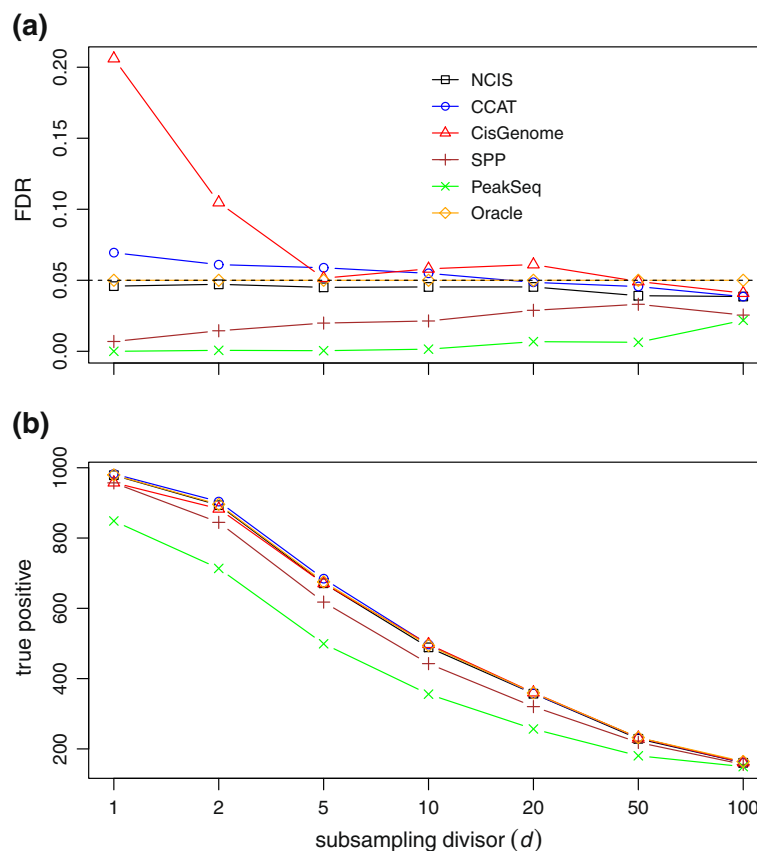 (a)
FDR
0.20
0.15
0.10
0.05
0.00
NCIS
CCAT
CisGenome
SPP
PeakSeq
Oracle
(b)
true positive
1000
800
600
400
200
1 2 5 10 20 50 100
subsampling divisor (d)